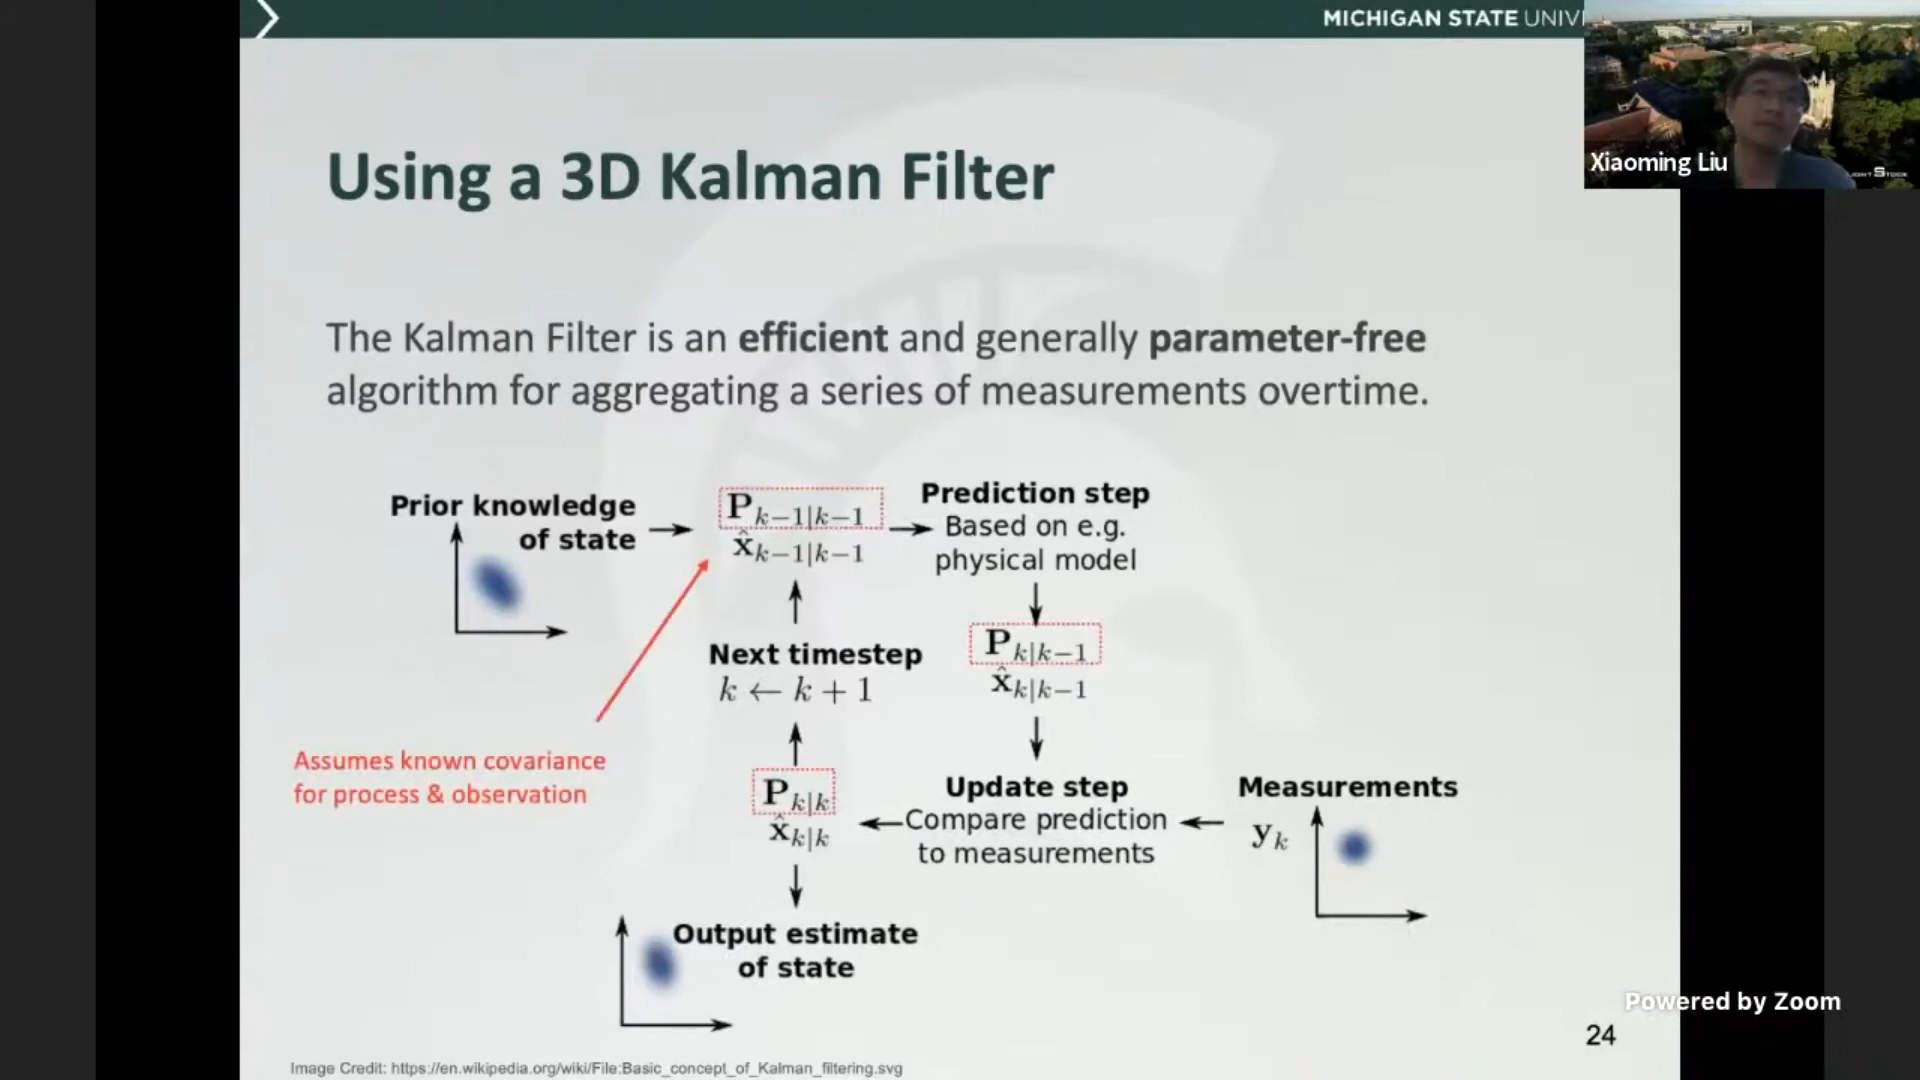 MICHIGAN STATE UNIV
Xiaoming Liu
Using a 3D Kalman Filter
The Kalman Filter is an efficient and generally parameter-free
algorithm for aggregating a series of measurements overtime.
Prior knowledge
of state
P_{k-1|k-1}
x̂_{k-1|k-1}
Prediction step
Based on e.g.
physical model
Next timestep
k ← k + 1
P_{k|k-1}
x̂_{k|k-1}
Assumes known covariance
for process & observation
P_{k|k}
x̂_{k|k}
Update step
Compare prediction
to measurements
Measurements
y_k
Output estimate
of state
Powered by Zoom
24
Image Credit: https://en.wikipedia.org/wiki/File:Basic_concept_of_Kalman_filtering.svg